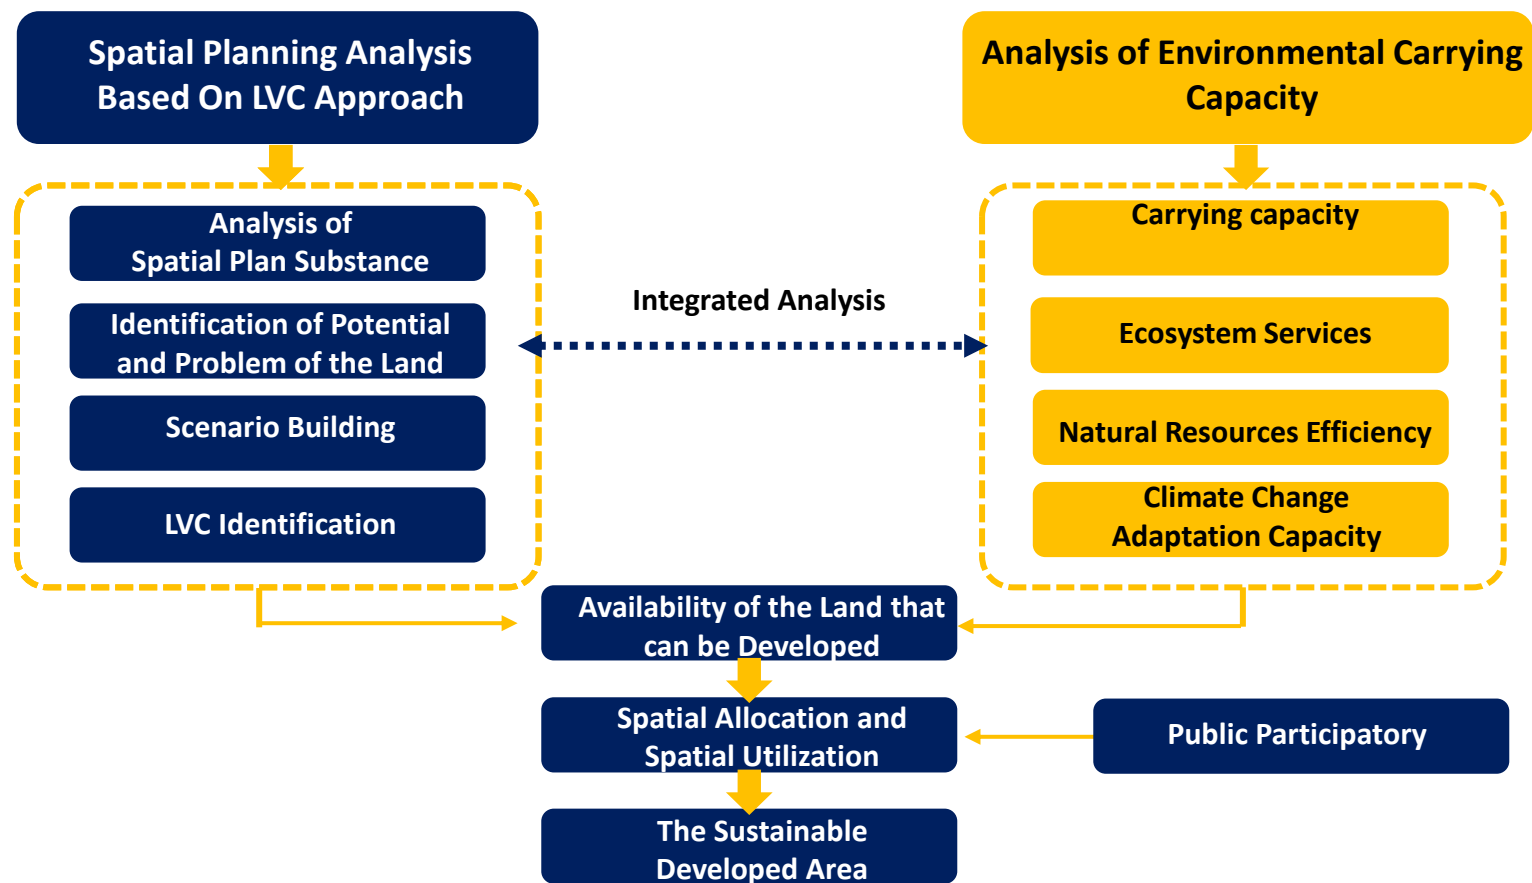 Spatial Planning Analysis
Based On LVC Approach
Analysis of Environmental Carrying
Capacity
Analysis of
Spatial Plan Substance
Identification of Potential
and Problem of the Land
Scenario Building
LVC Identification
Integrated Analysis
Carrying capacity
Ecosystem Services
Natural Resources Efficiency
Climate Change
Adaptation Capacity
Availability of the Land that
can be Developed
Spatial Allocation and
Spatial Utilization
Public Participatory
The Sustainable
Developed Area